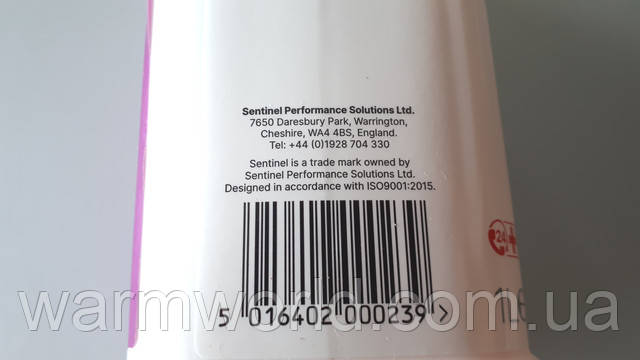 Sentinel Performance Solutions Ltd.
7650 Daresbury Park, Warrington,
Cheshire, WA4 4BS, England.
Tel: +44 (0)1928 704 330
Sentinel is a trade mark owned by
Sentinel Performance Solutions Ltd.
Designed in accordance with ISO9001:2015.
24
5 016402 000239 >
warmworld.com.ua